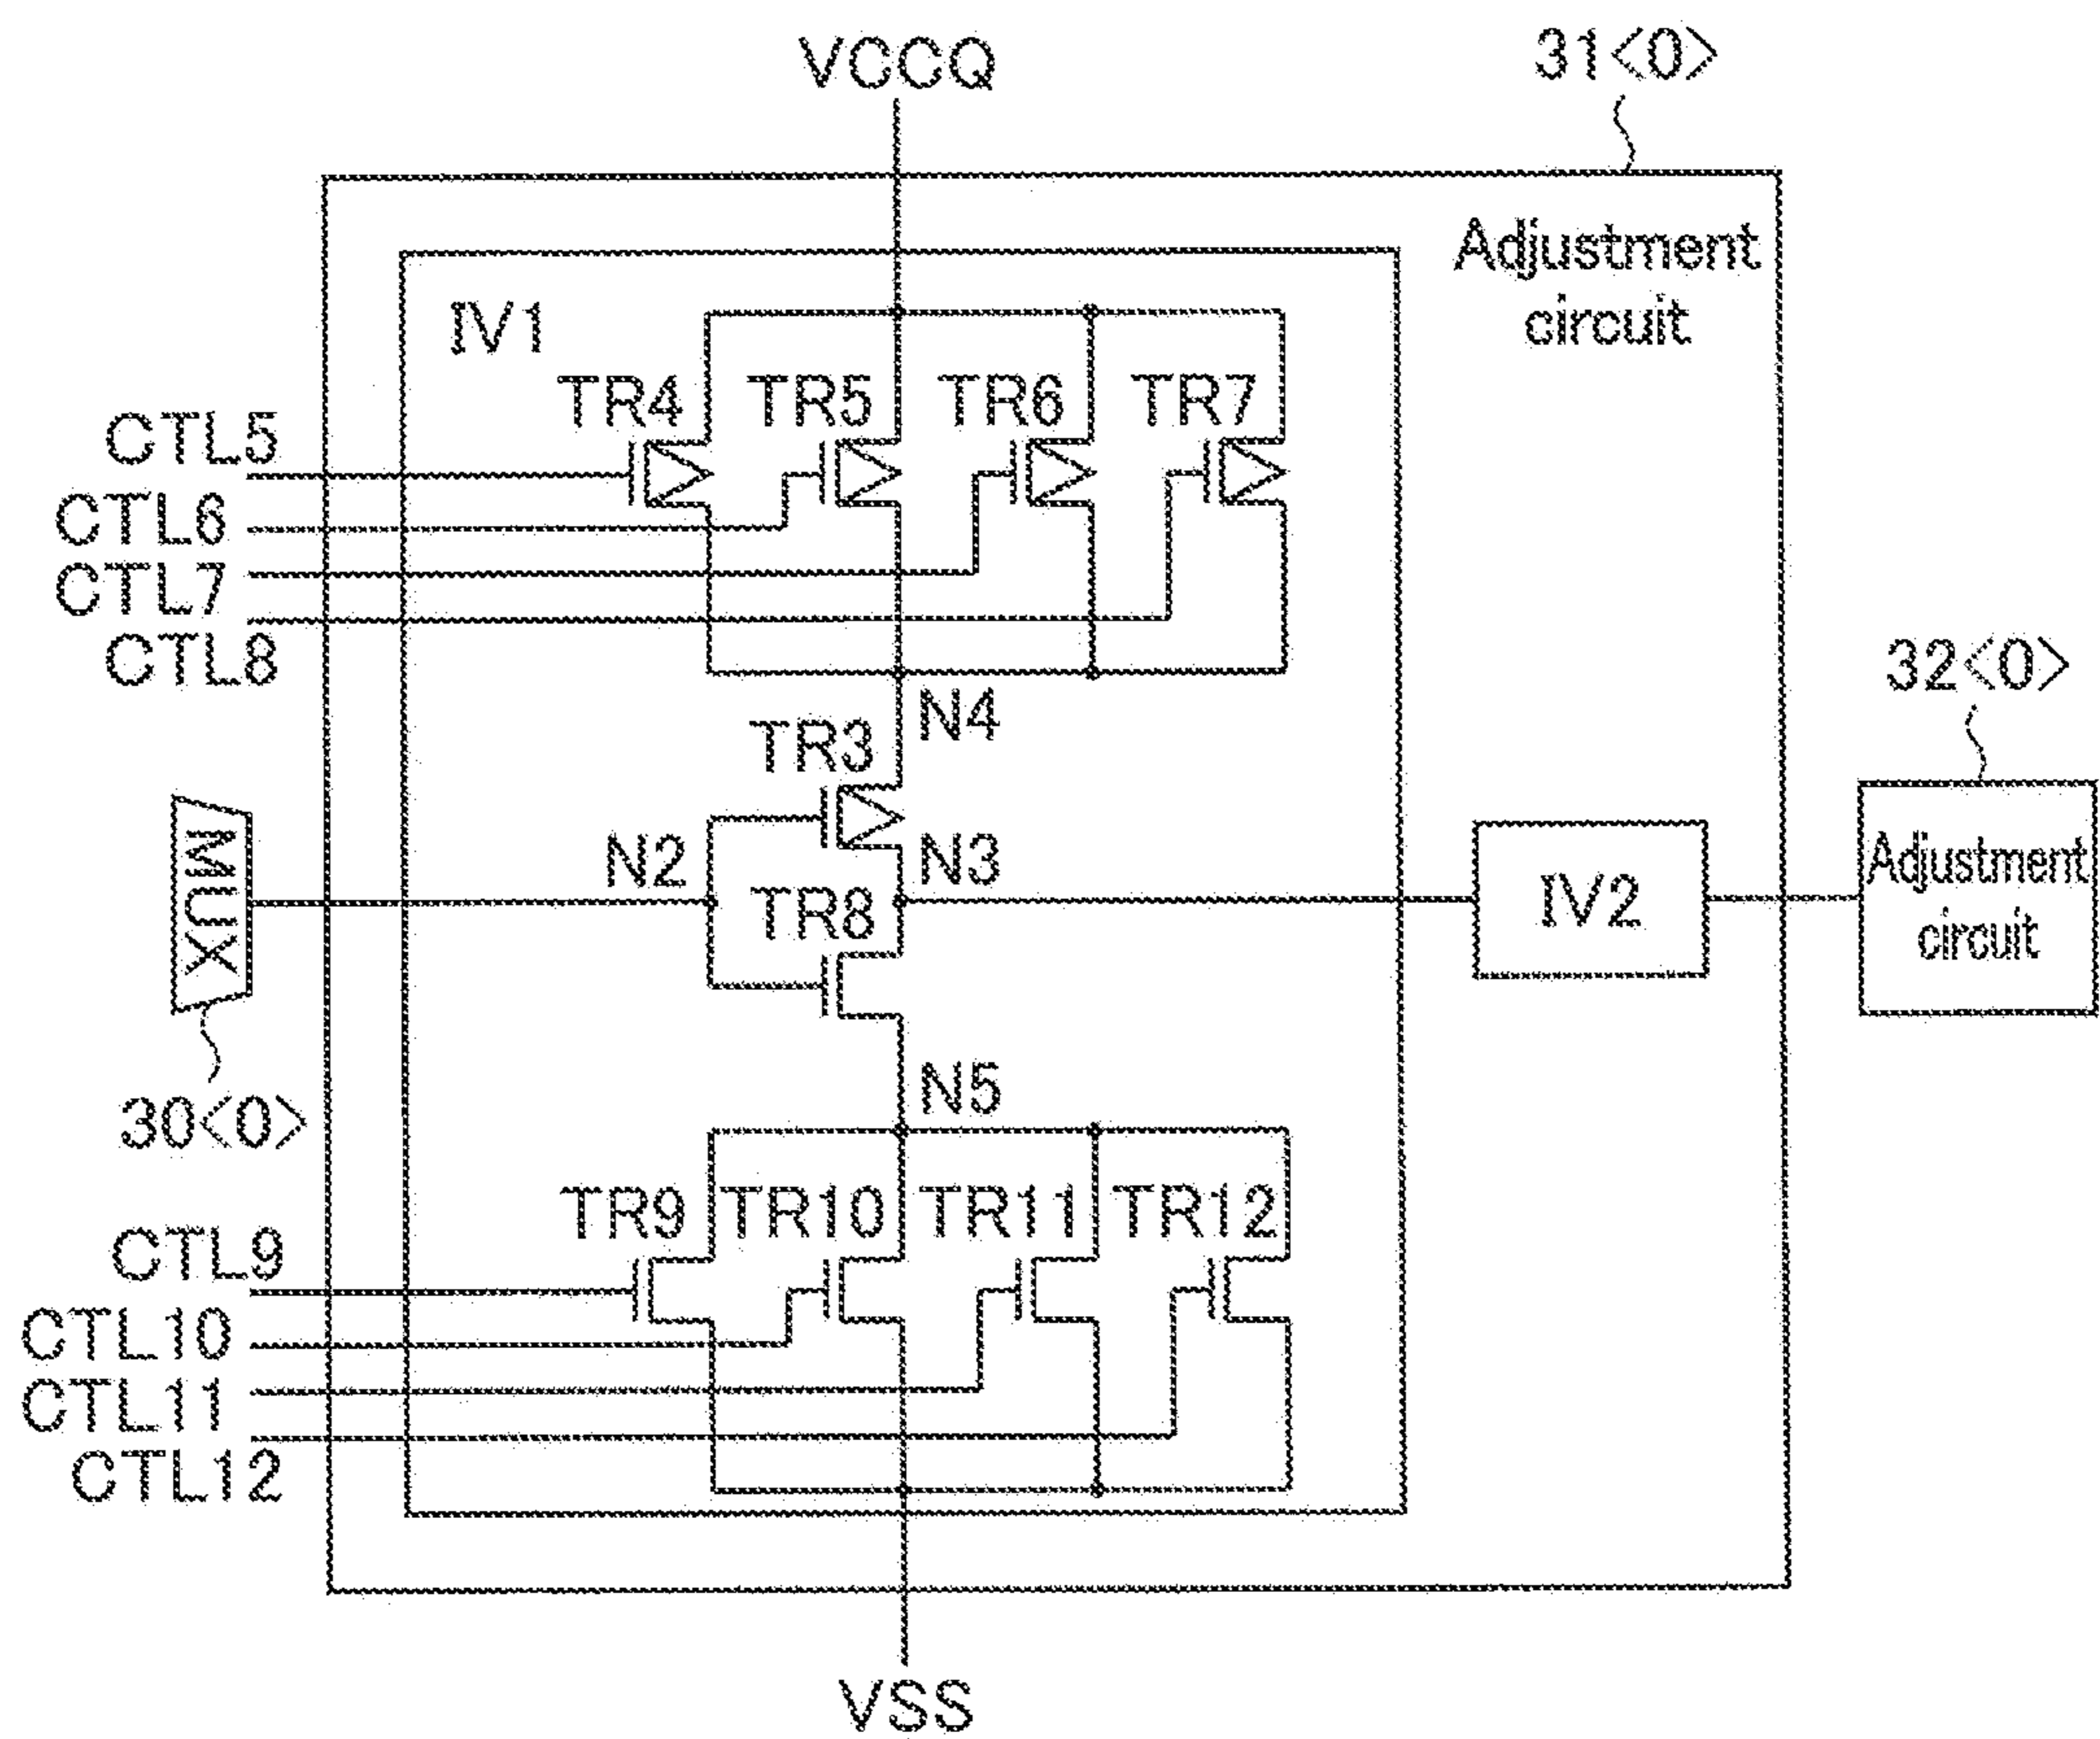 VCCQ
31<0>
Adjustment
circuit
IV1
TR4
TR5
TR6
TR7
CTL5
CTL6
CTL7
CTL8
N4
32<0>
TR3
MUX
N2
N3
TR8
IV2
Adjustment
circuit
30<0>
N5
TR9
TR10
TR11
TR12
CTL9
CTL10
CTL11
CTL12
VSS